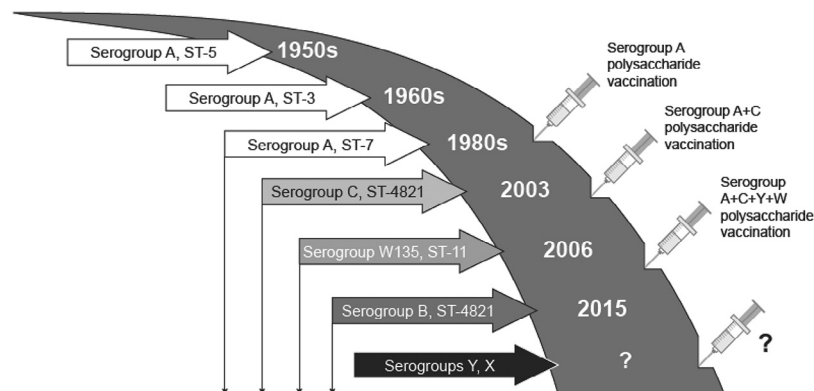 Serogroup A, ST-5
1950s
Serogroup A, ST-3
1960s
Serogroup A, ST-7
1980s
Serogroup C, ST-4821
2003
Serogroup W135, ST-11
2006
Serogroup B, ST-4821
2015
Serogroups Y, X
?
Serogroup A
polysaccharide
vaccination
Serogroup A+C
polysaccharide
vaccination
Serogroup
A+C+Y+W
polysaccharide
vaccination
?